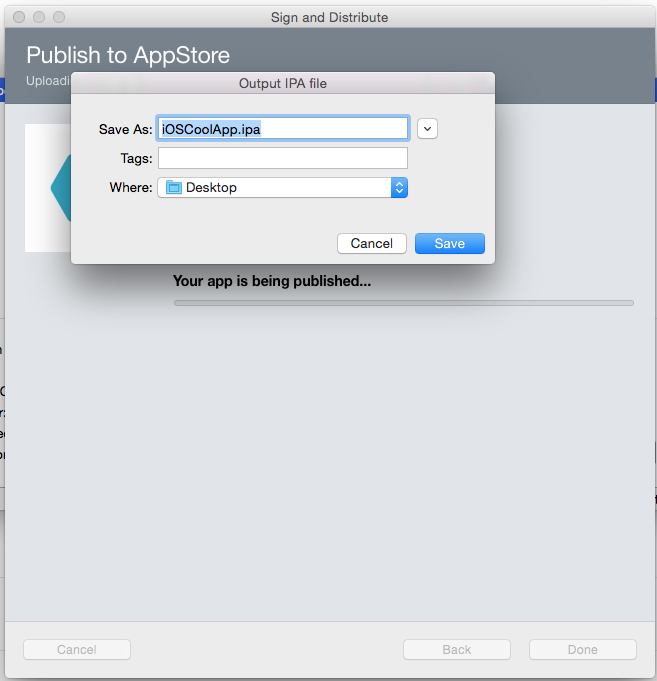 Sign and Distribute
Publish to AppStore
Uploadi
Output IPA file
Save As: iOSCoolApp.ipa
Tags:
Where: Desktop
Cancel Save
Your app is being published...
Cancel Back Done